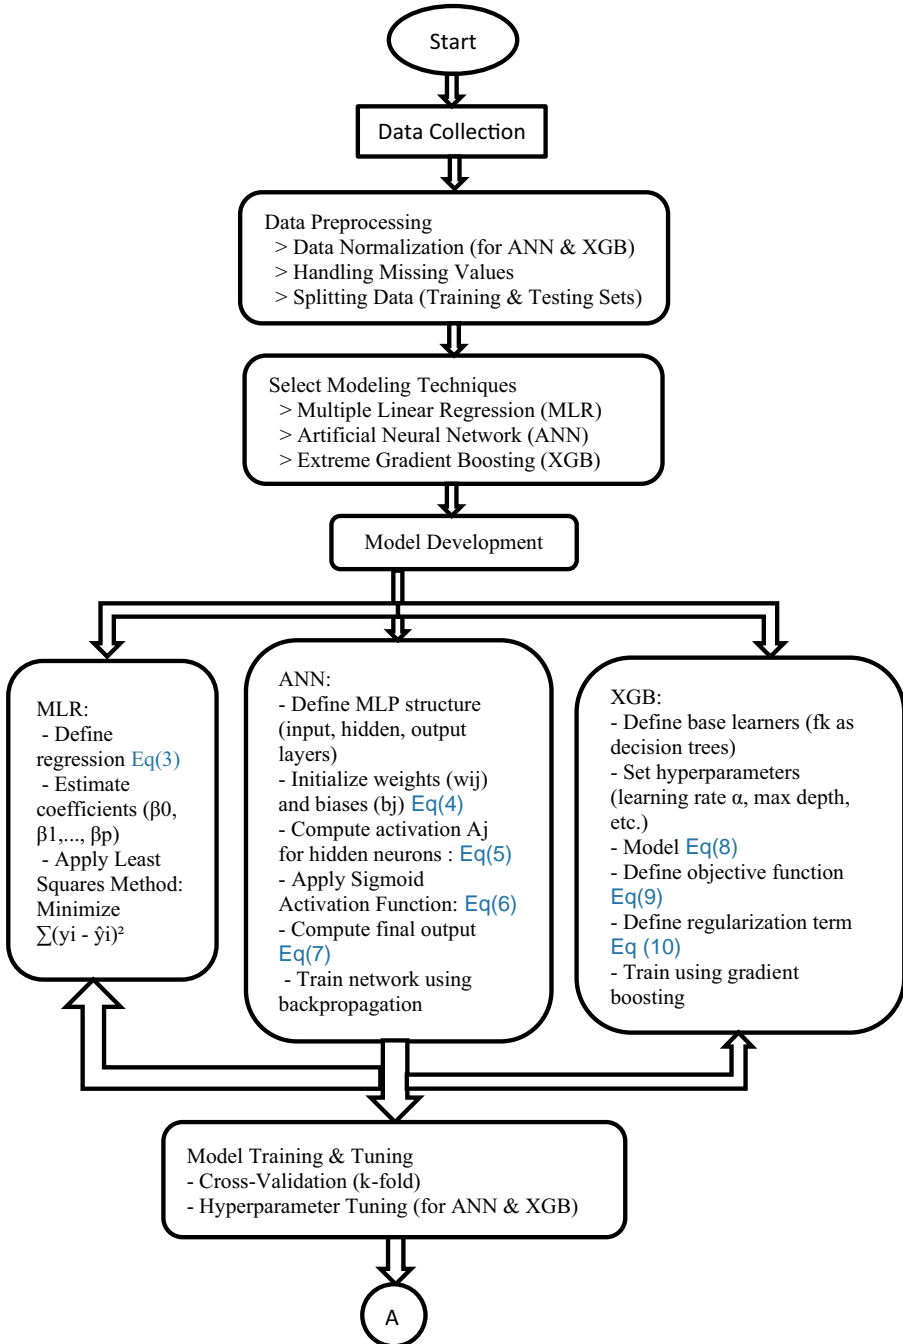 Start
Data Collection
Data Preprocessing
> Data Normalization (for ANN & XGB)
> Handling Missing Values
> Splitting Data (Training & Testing Sets)
Select Modeling Techniques
> Multiple Linear Regression (MLR)
> Artificial Neural Network (ANN)
> Extreme Gradient Boosting (XGB)
Model Development
MLR:
- Define
regression Eq(3)
- Estimate
coefficients (β0,
β1,..., βp)
- Apply Least
Squares Method:
Minimize
∑(yi - ŷi)²
ANN:
- Define MLP structure
(input, hidden, output
layers)
- Initialize weights (wij)
and biases (bj) Eq(4)
- Compute activation Aj
for hidden neurons : Eq(5)
- Apply Sigmoid
Activation Function: Eq(6)
- Compute final output
Eq(7)
- Train network using
backpropagation
XGB:
- Define base learners (fk as
decision trees)
- Set hyperparameters
(learning rate α, max depth,
etc.)
- Model Eq(8)
- Define objective function
Eq(9)
- Define regularization term
Eq (10)
- Train using gradient
boosting
Model Training & Tuning
- Cross-Validation (k-fold)
- Hyperparameter Tuning (for ANN & XGB)
A